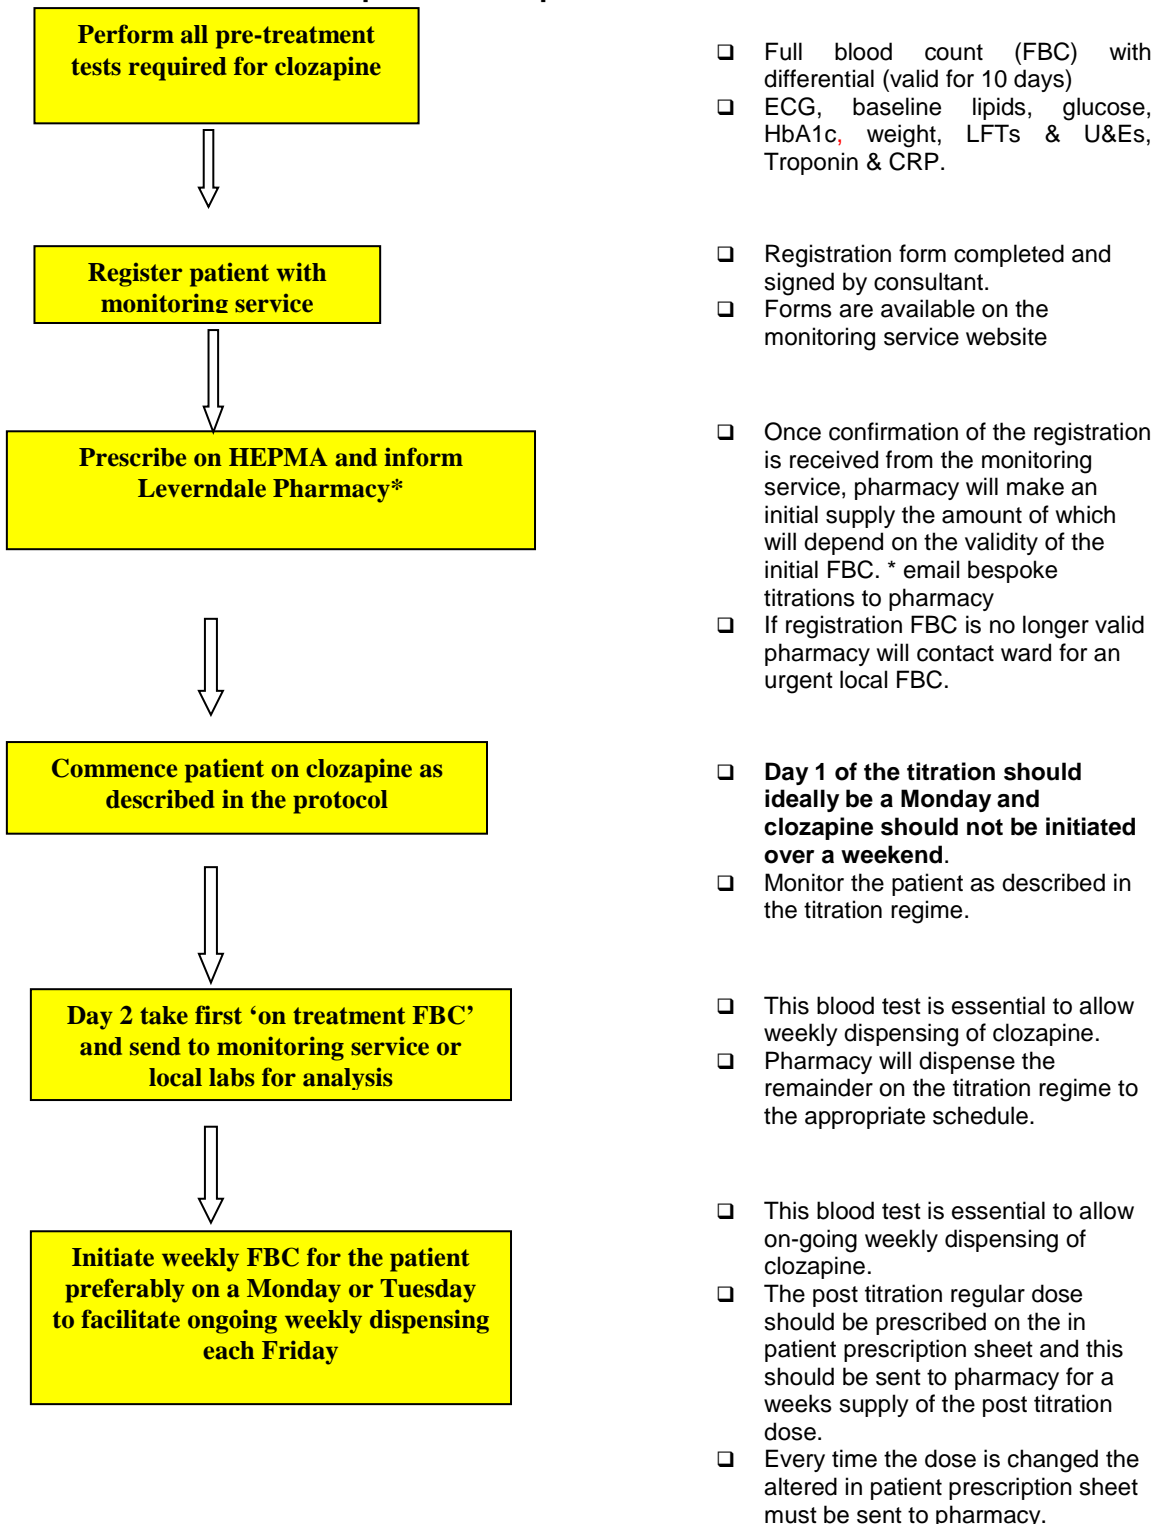 Perform all pre-treatment
tests required for clozapine
❑ Full blood count (FBC) with
differential (valid for 10 days)
❑ ECG, baseline lipids, glucose,
HbA1c, weight, LFTs & U&Es,
Troponin & CRP.
Register patient with
monitoring service
❑ Registration form completed and
signed by consultant.
❑ Forms are available on the
monitoring service website
Prescribe on HEPMA and inform
Leverndale Pharmacy*
❑ Once confirmation of the registration
is received from the monitoring
service, pharmacy will make an
initial supply the amount of which
will depend on the validity of the
initial FBC. * email bespoke
titrations to pharmacy
❑ If registration FBC is no longer valid
pharmacy will contact ward for an
urgent local FBC.
Commence patient on clozapine as
described in the protocol
❑ Day 1 of the titration should
ideally be a Monday and
clozapine should not be initiated
over a weekend.
❑ Monitor the patient as described in
the titration regime.
Day 2 take first ‘on treatment FBC’
and send to monitoring service or
local labs for analysis
❑ This blood test is essential to allow
weekly dispensing of clozapine.
❑ Pharmacy will dispense the
remainder on the titration regime to
the appropriate schedule.
Initiate weekly FBC for the patient
preferably on a Monday or Tuesday
to facilitate ongoing weekly dispensing
each Friday
❑ This blood test is essential to allow
on-going weekly dispensing of
clozapine.
❑ The post titration regular dose
should be prescribed on the in
patient prescription sheet and this
should be sent to pharmacy for a
weeks supply of the post titration
dose.
❑ Every time the dose is changed the
altered in patient prescription sheet
must be sent to pharmacy.